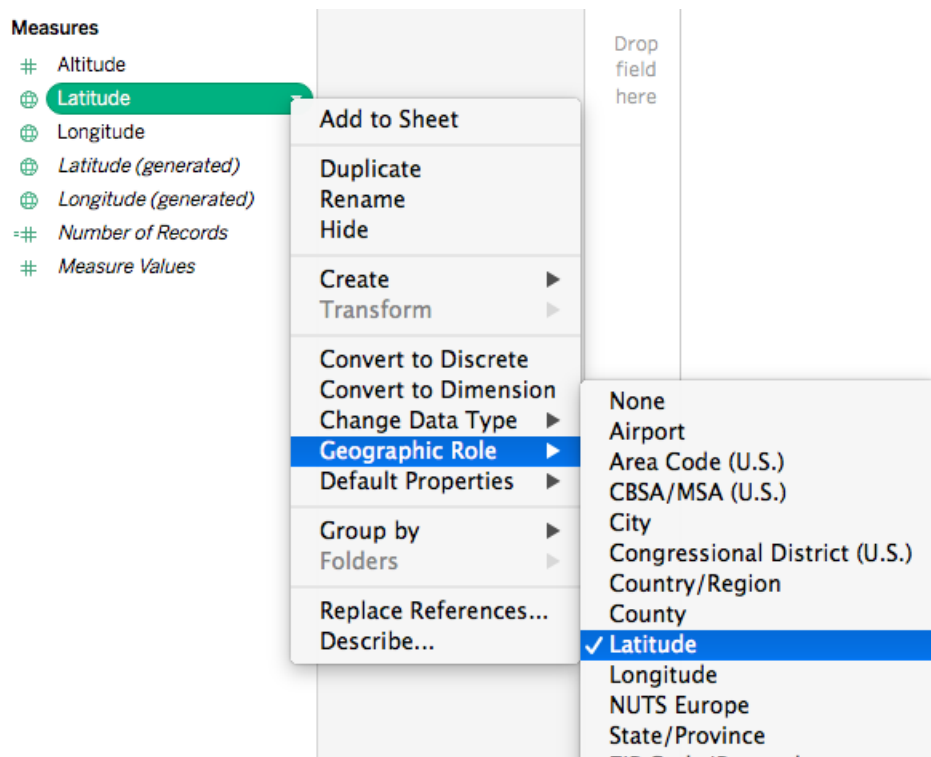 Measures
Altitude
Latitude
Longitude
Latitude (generated)
Longitude (generated)
Number of Records
Measure Values
Drop
field
here
Add to Sheet
Duplicate
Rename
Hide
Create
Transform
Convert to Discrete
Convert to Dimension
Change Data Type
Geographic Role
Default Properties
Group by
Folders
Replace References...
Describe...
None
Airport
Area Code (U.S.)
CBSA/MSA (U.S.)
City
Congressional District (U.S.)
Country/Region
County
Latitude
Longitude
NUTS Europe
State/Province